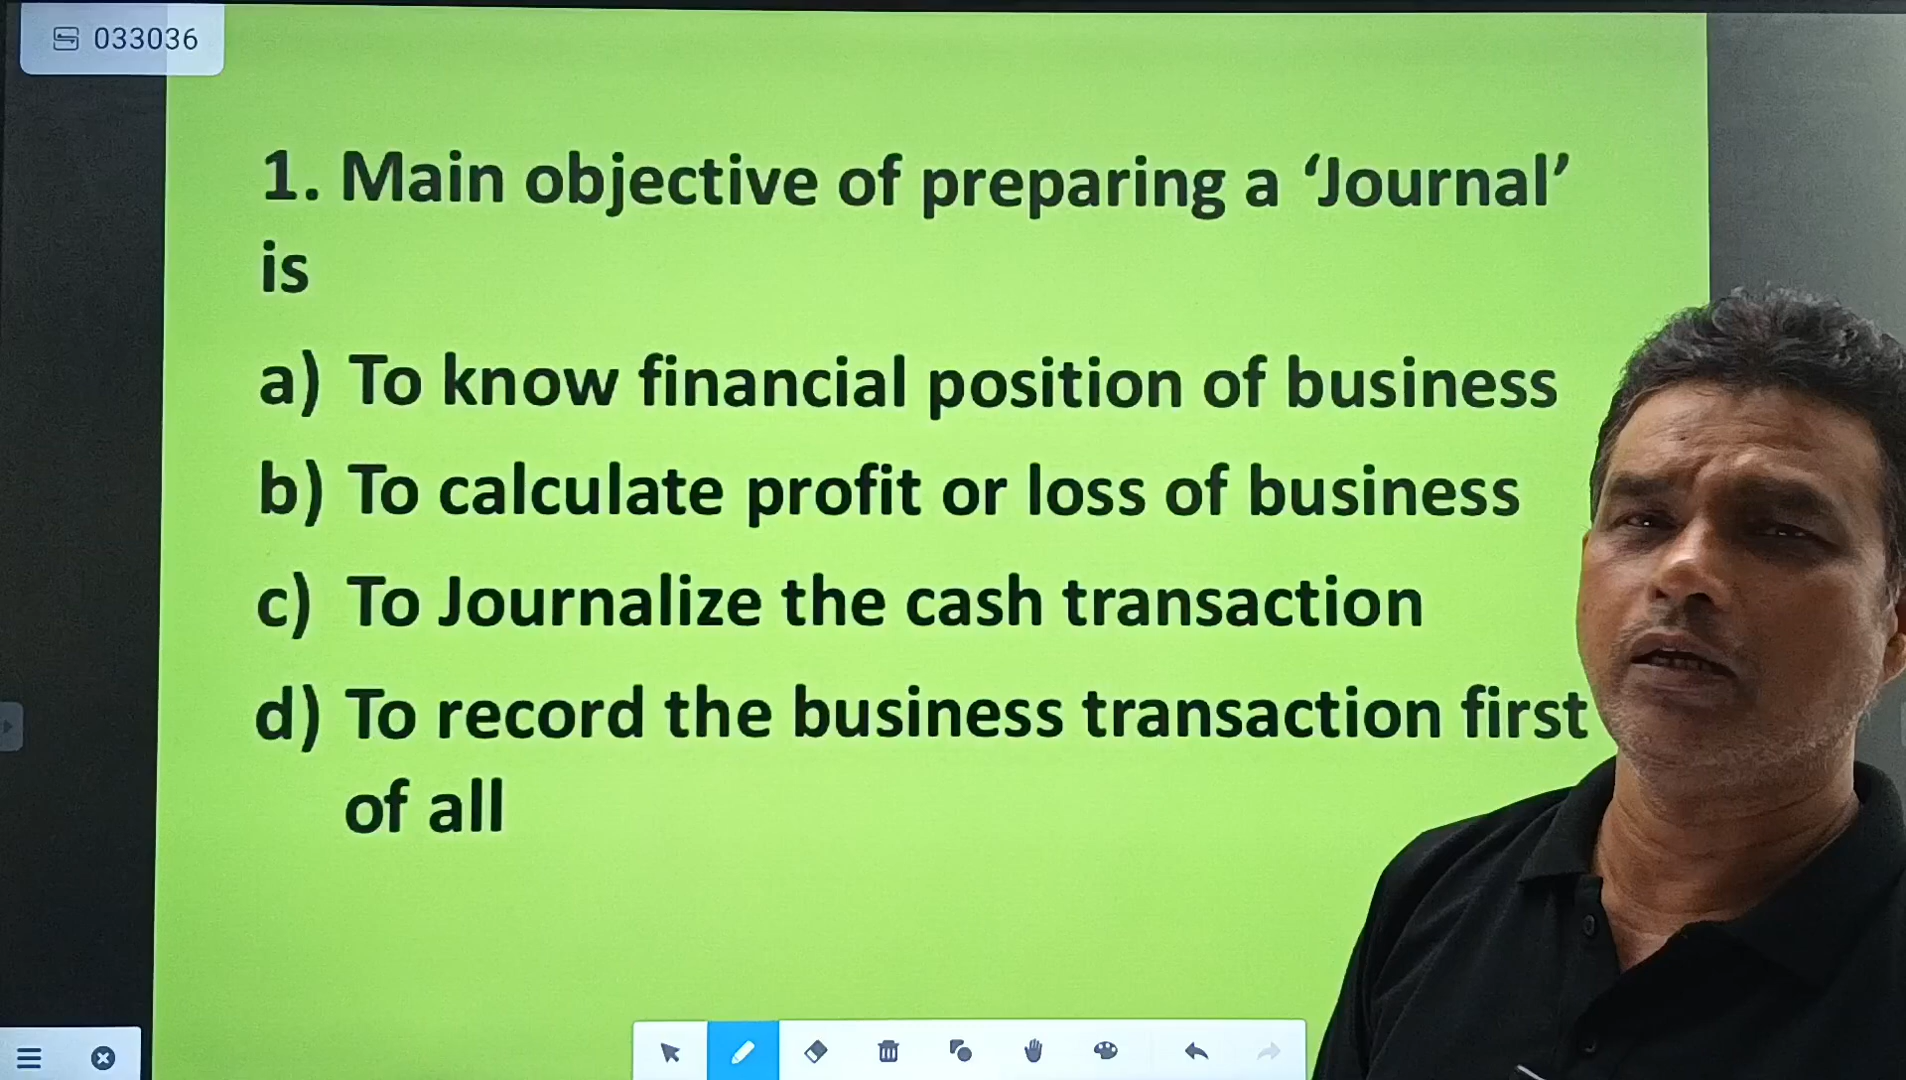 033036
1. Main objective of preparing a ‘Journal’
is
a) To know financial position of business
b) To calculate profit or loss of business
c) To Journalize the cash transaction
d) To record the business transaction first
of all